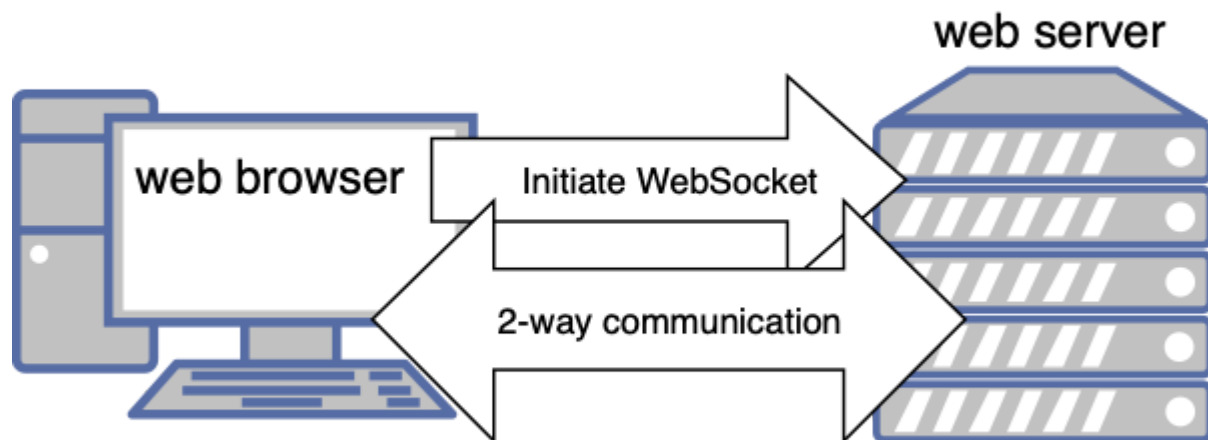 web server
web browser
Initiate WebSocket
2-way communication